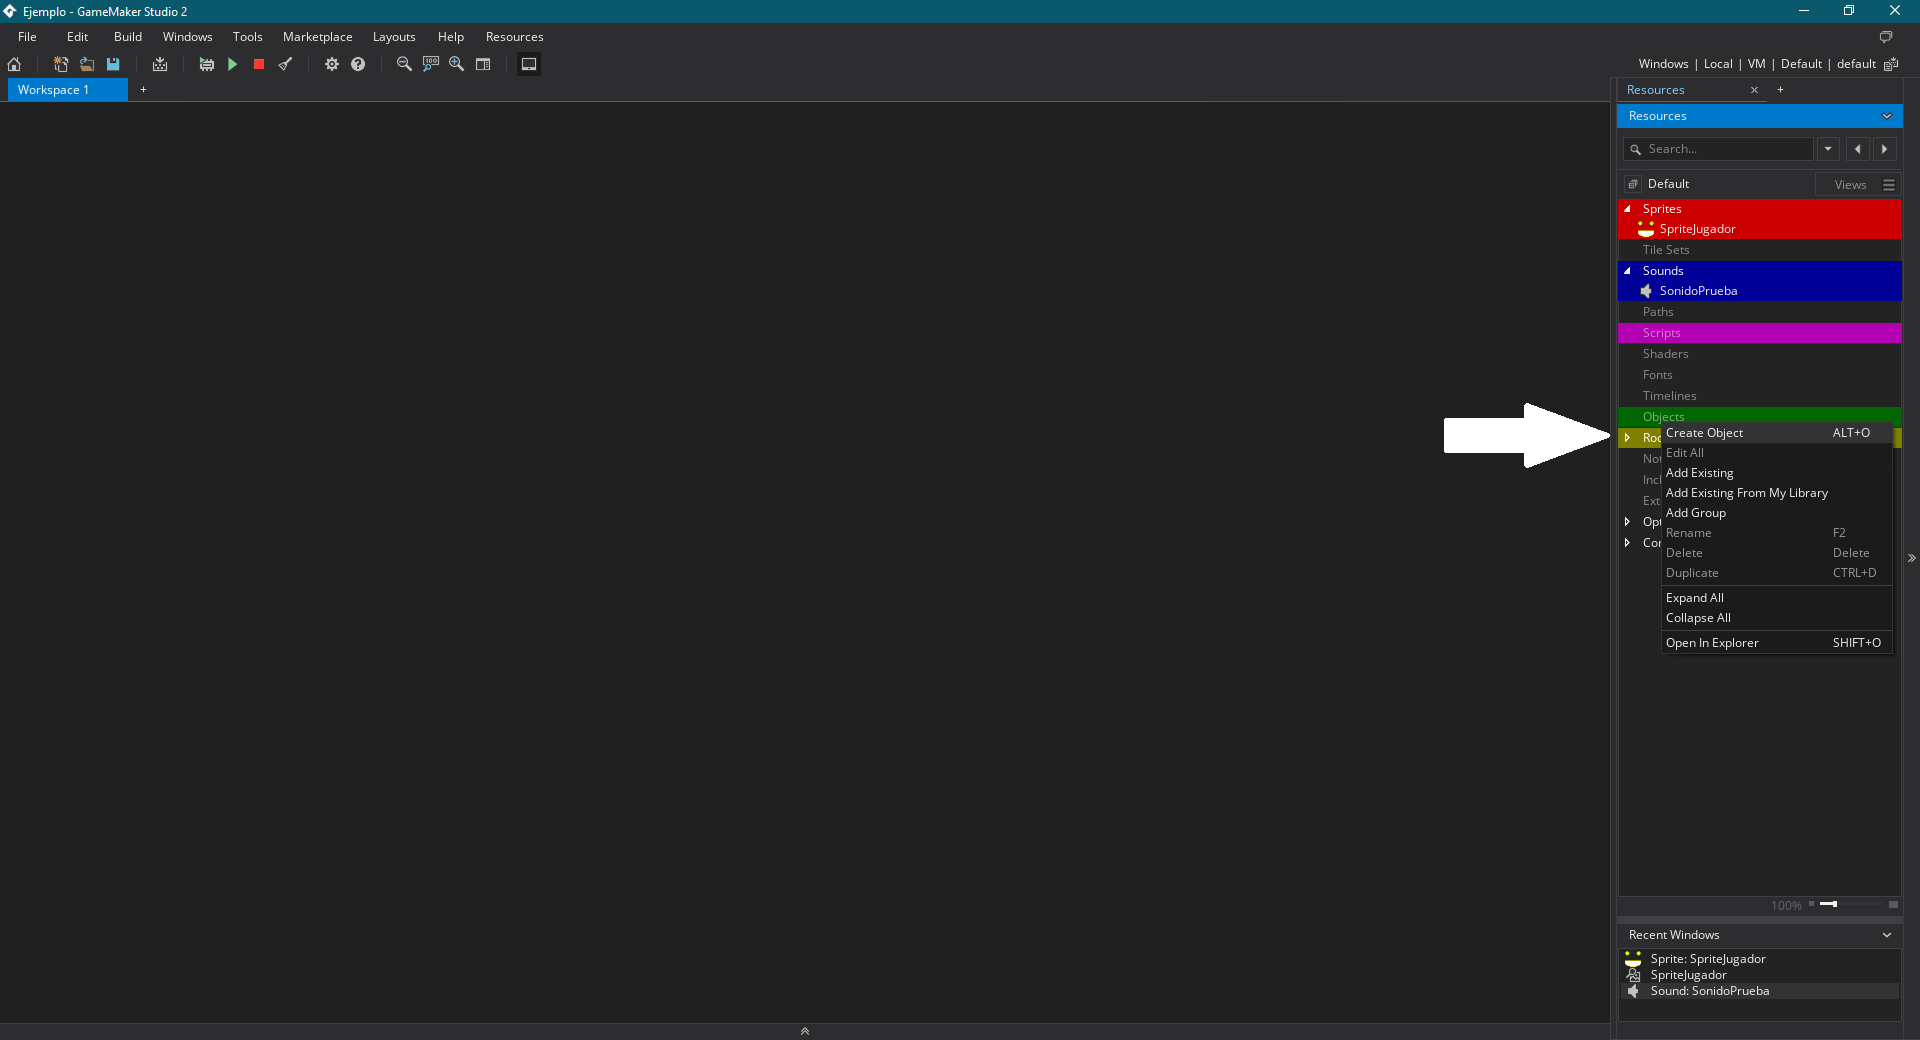 Ejemplo - GameMaker Studio 2
File Edit Build Windows Tools Marketplace Layouts Help Resources
100
Windows | Local | VM | Default | default
Workspace 1 +
Resources × +
Resources
Search...
Default Views
Sprites
SpriteJugador
Tile Sets
Sounds
SonidoPrueba
Paths
Scripts
Shaders
Fonts
Timelines
Objects
Roo
Not
Incl
Ext
Opt
Con
Create Object ALT+O
Edit All
Add Existing
Add Existing From My Library
Add Group
Rename F2
Delete Delete
Duplicate CTRL+D
Expand All
Collapse All
Open In Explorer SHIFT+O
100%
Recent Windows
Sprite: SpriteJugador
SpriteJugador
Sound: SonidoPrueba